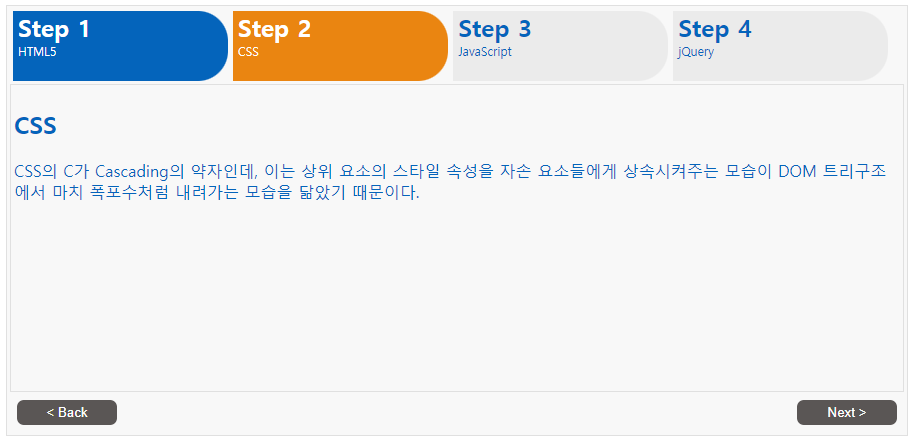 Step 1
HTML5
Step 2
CSS
Step 3
JavaScript
Step 4
jQuery
CSS
CSS의 C가 Cascading의 약자인데, 이는 상위 요소의 스타일 속성을 자손 요소들에게 상속시켜주는 모습이 DOM 트리구조
에서 마치 폭포수처럼 내려가는 모습을 닮았기 때문이다.
< Back
Next >